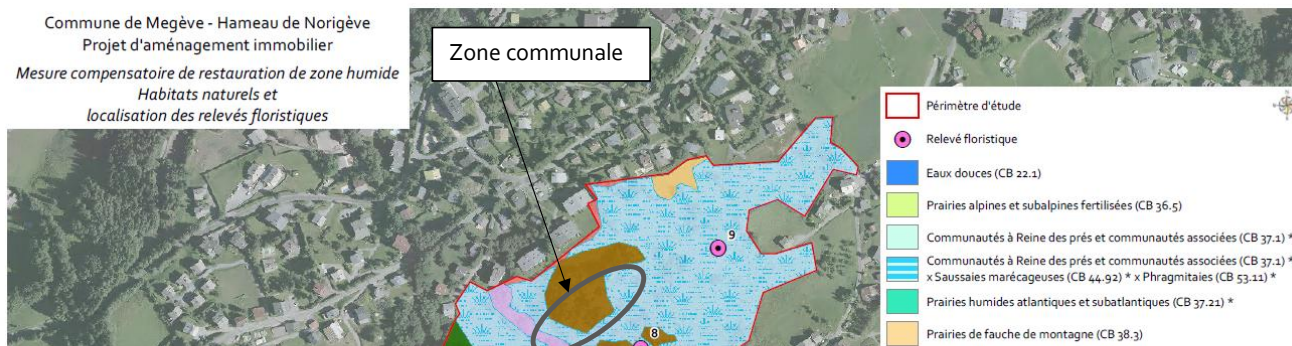 Commune de Megève - Hameau de Norigève
Projet d'aménagement immobilier
Mesure compensatoire de restauration de zone humide
Habitats naturels et
localisation des relevés floristiques
Zone communale
9
8
Périmètre d'étude
Relevé floristique
Eaux douces (CB 22.1)
Prairies alpines et subalpines fertilisées (CB 36.5)
Communautés à Reine des prés et communautés associées (CB 37.1) *
Communautés à Reine des prés et communautés associées (CB 37.1) *
x Saussaies marécageuses (CB 44.92) * x Phragmitaies (CB 53.11) *
Prairies humides atlantiques et subatlantiques (CB 37.21) *
Prairies de fauche de montagne (CB 38.3)